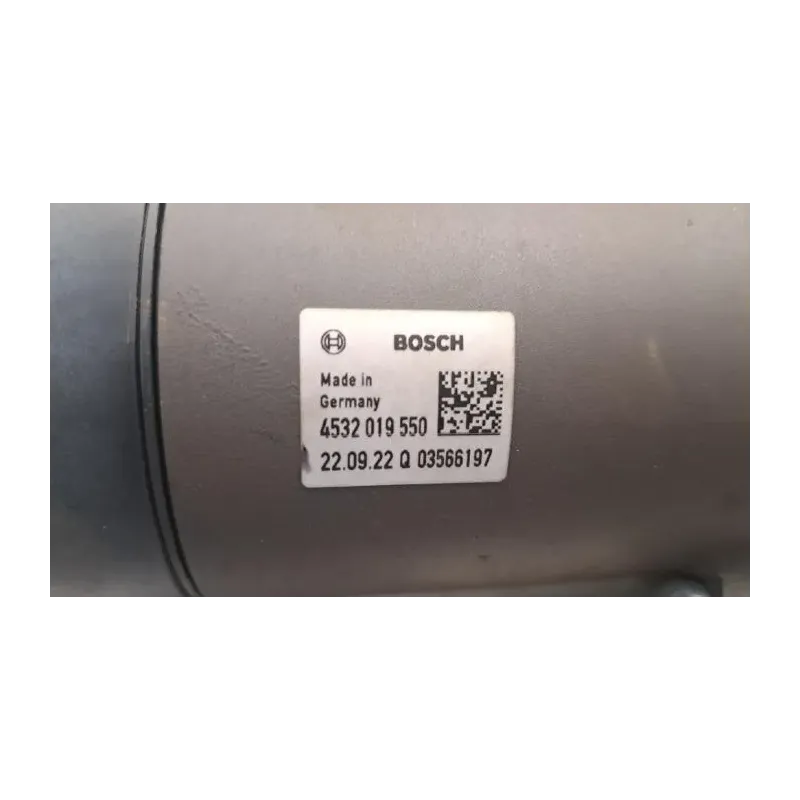 BOSCH
Made in
Germany
4532 019 550
22.09.22 Q 03566197